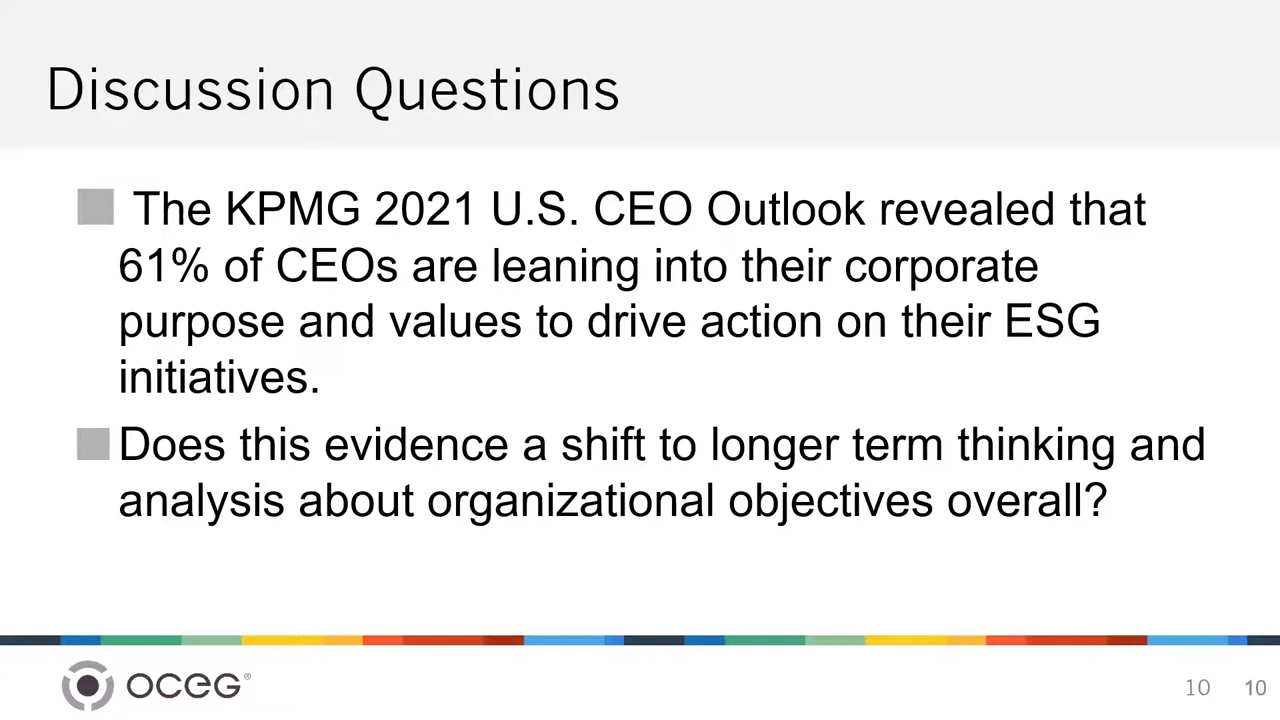 Discussion Questions
The KPMG 2021 U.S. CEO Outlook revealed that
61% of CEOs are leaning into their corporate
purpose and values to drive action on their ESG
initiatives.
Does this evidence a shift to longer term thinking and
analysis about organizational objectives overall?
OCEG®
10 10